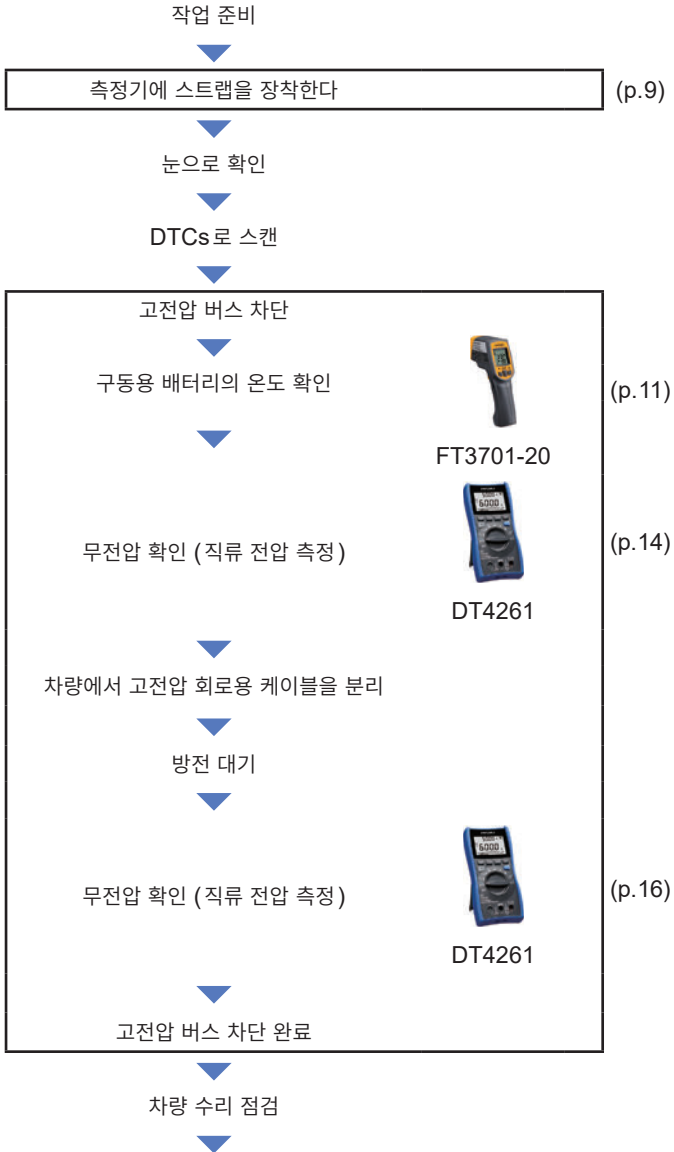 작업 준비
측정기에 스트랩을 장착한다 (p.9)
눈으로 확인
DTCs로 스캔
고전압 버스 차단
구동용 배터리의 온도 확인 (p.11)
FT3701-20
무전압 확인 (직류 전압 측정) (p.14)
DT4261
차량에서 고전압 회로용 케이블을 분리
방전 대기
무전압 확인 (직류 전압 측정) (p.16)
DT4261
고전압 버스 차단 완료
차량 수리 점검